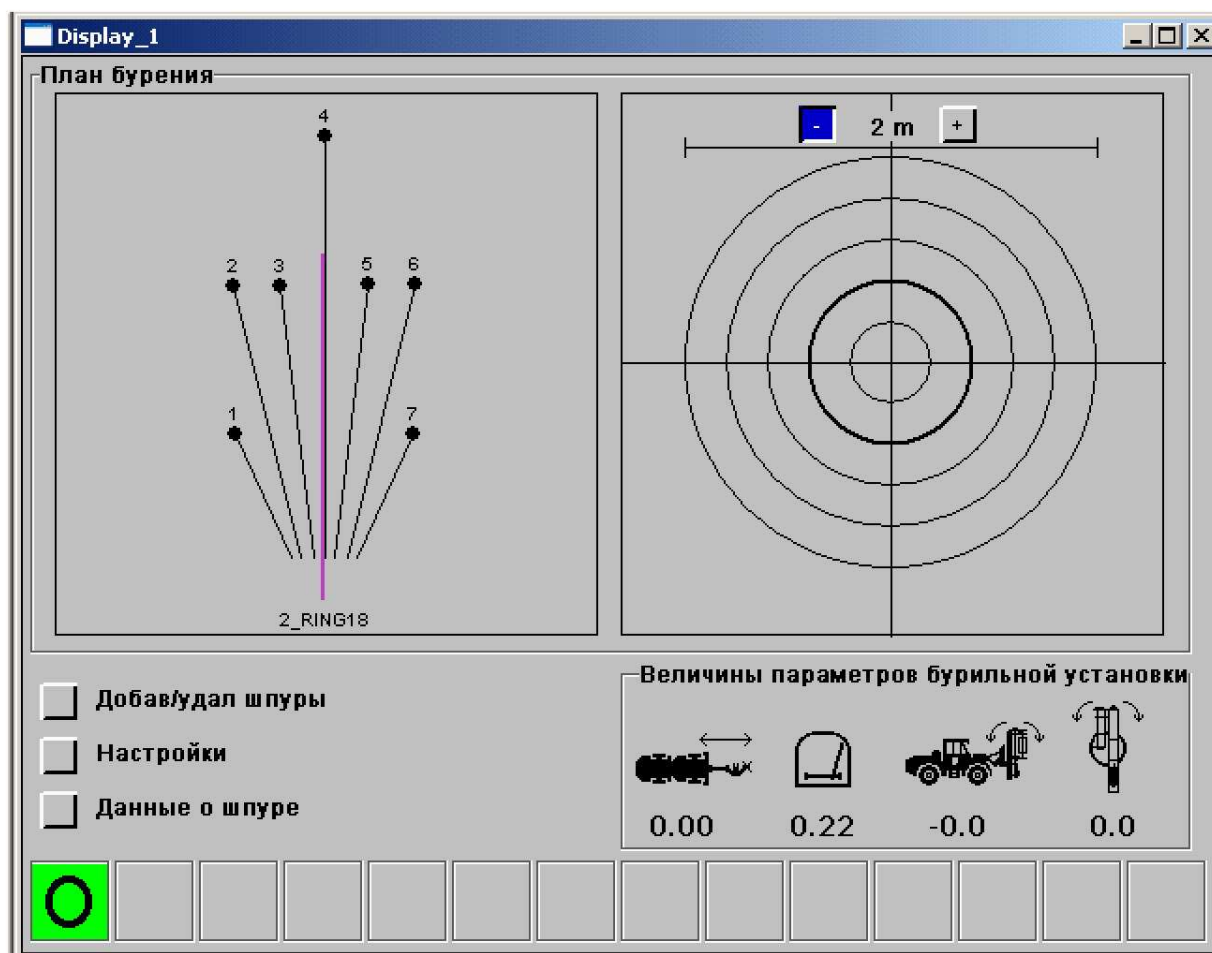 Display_1
План бурения
4
2 3 5 6
1 7
2_RING18
- 2 m +
Добав/удал шпуры
Настройки
Данные о шпуре
Величины параметров бурильной установки
0.00 0.22 -0.0 0.0